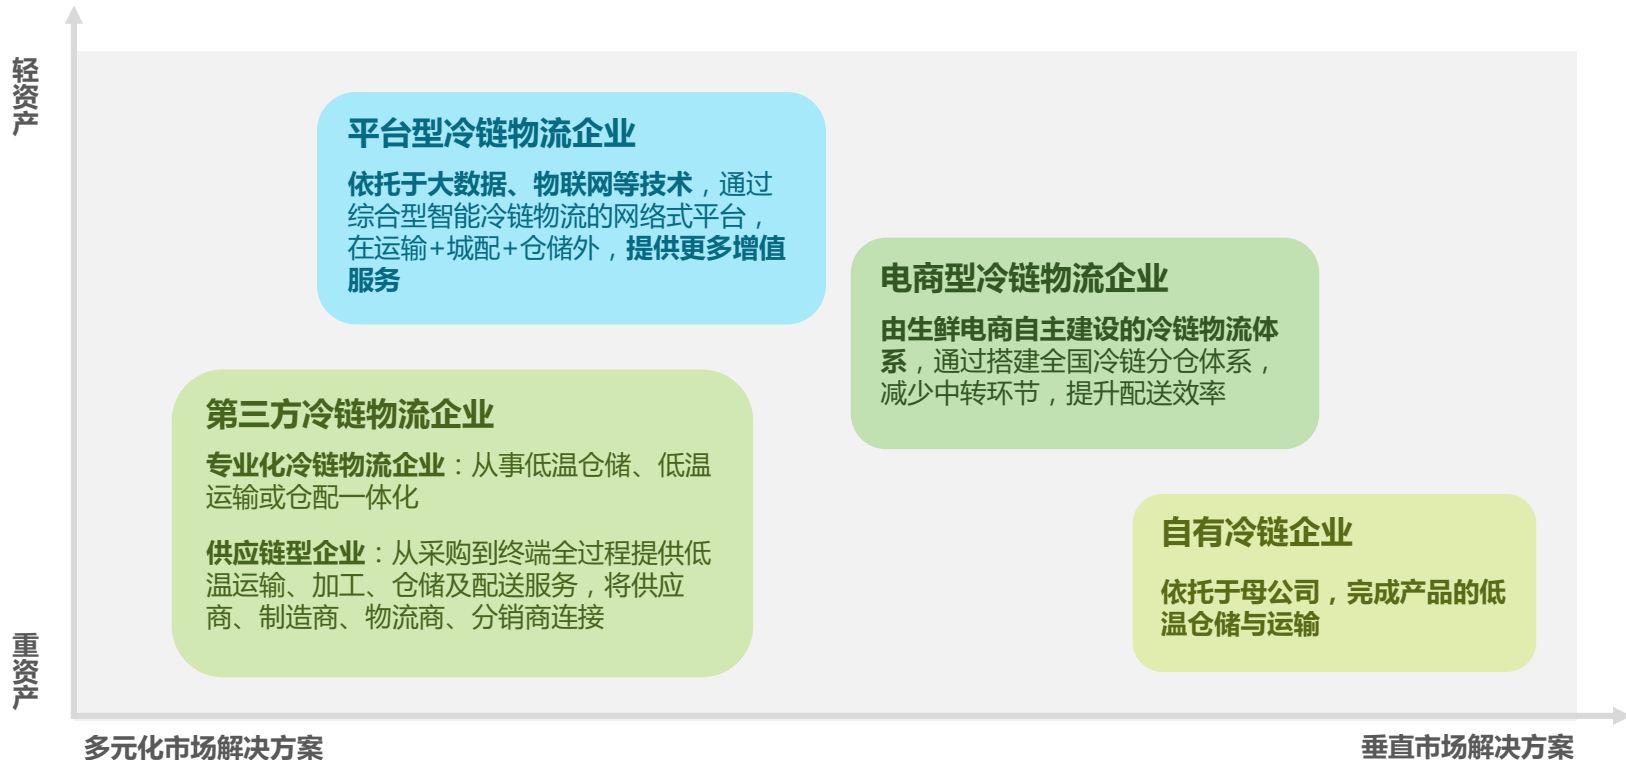 轻资产
平台型冷链物流企业
依托于大数据、物联网等技术，通过
综合型智能冷链物流的网络式平台，
在运输+城配+仓储外，提供更多增值
服务
电商型冷链物流企业
由生鲜电商自主建设的冷链物流体
系，通过搭建全国冷链分仓体系，
减少中转环节，提升配送效率
第三方冷链物流企业
专业化冷链物流企业：从事低温仓储、低温
运输或仓配一体化
供应链型企业：从采购到终端全过程提供低
温运输、加工、仓储及配送服务，将供应
商、制造商、物流商、分销商连接
自有冷链企业
依托于母公司，完成产品的低
温仓储与运输
重资产
多元化市场解决方案
垂直市场解决方案